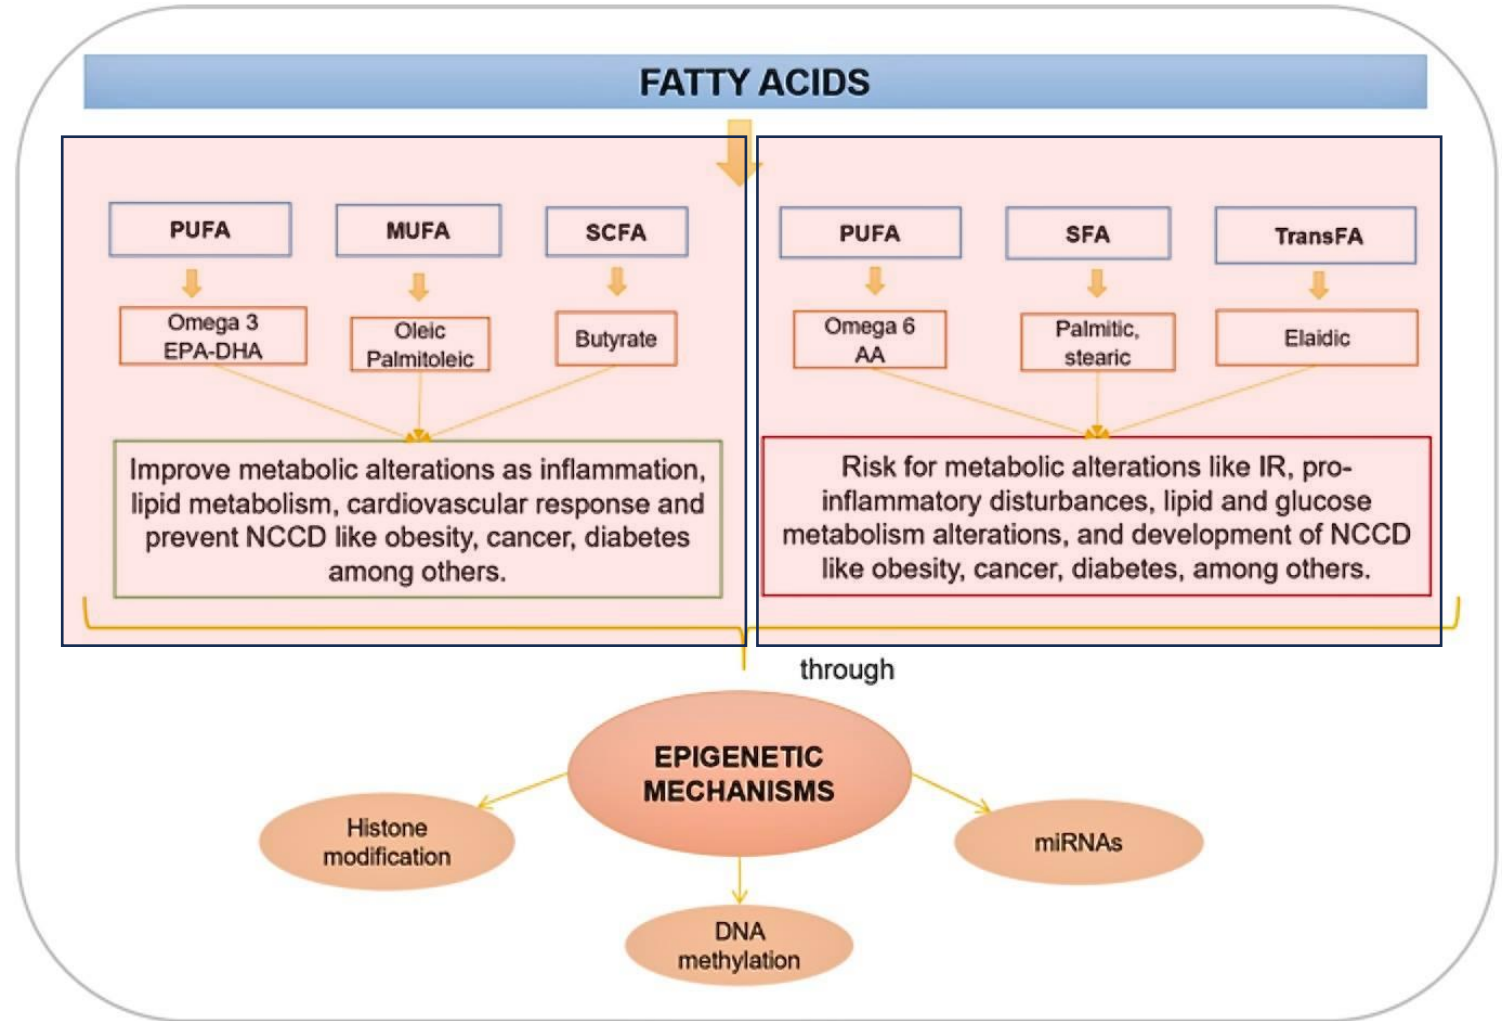 FATTY ACIDS
PUFA
MUFA
SCFA
Omega 3
EPA-DHA
Oleic
Palmitoleic
Butyrate
Improve metabolic alterations as inflammation,
lipid metabolism, cardiovascular response and
prevent NCCD like obesity, cancer, diabetes
among others.
PUFA
SFA
TransFA
Omega 6
AA
Palmitic,
stearic
Elaidic
Risk for metabolic alterations like IR, pro-
inflammatory disturbances, lipid and glucose
metabolism alterations, and development of NCCD
like obesity, cancer, diabetes, among others.
through
EPIGENETIC
MECHANISMS
Histone
modification
DNA
methylation
miRNAs